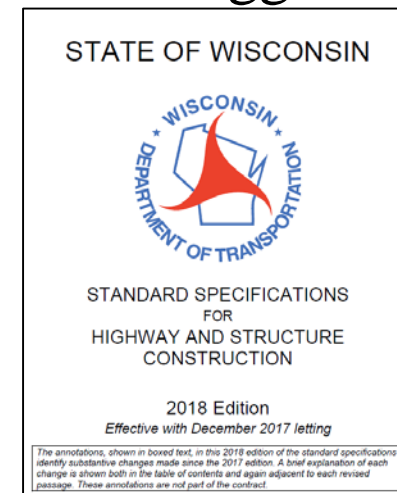 STATE OF WISCONSIN
WISCONSIN
DEPARTMENT OF TRANSPORTATION
STANDARD SPECIFICATIONS
FOR
HIGHWAY AND STRUCTURE
CONSTRUCTION
2018 Edition
Effective with December 2017 letting
The annotations, shown in boxed text, in this 2018 edition of the standard specifications
identify substantive changes made since the 2017 edition. A brief explanation of each
change is shown both in the table of contents and again adjacent to each revised
passage. These annotations are not part of the contract.